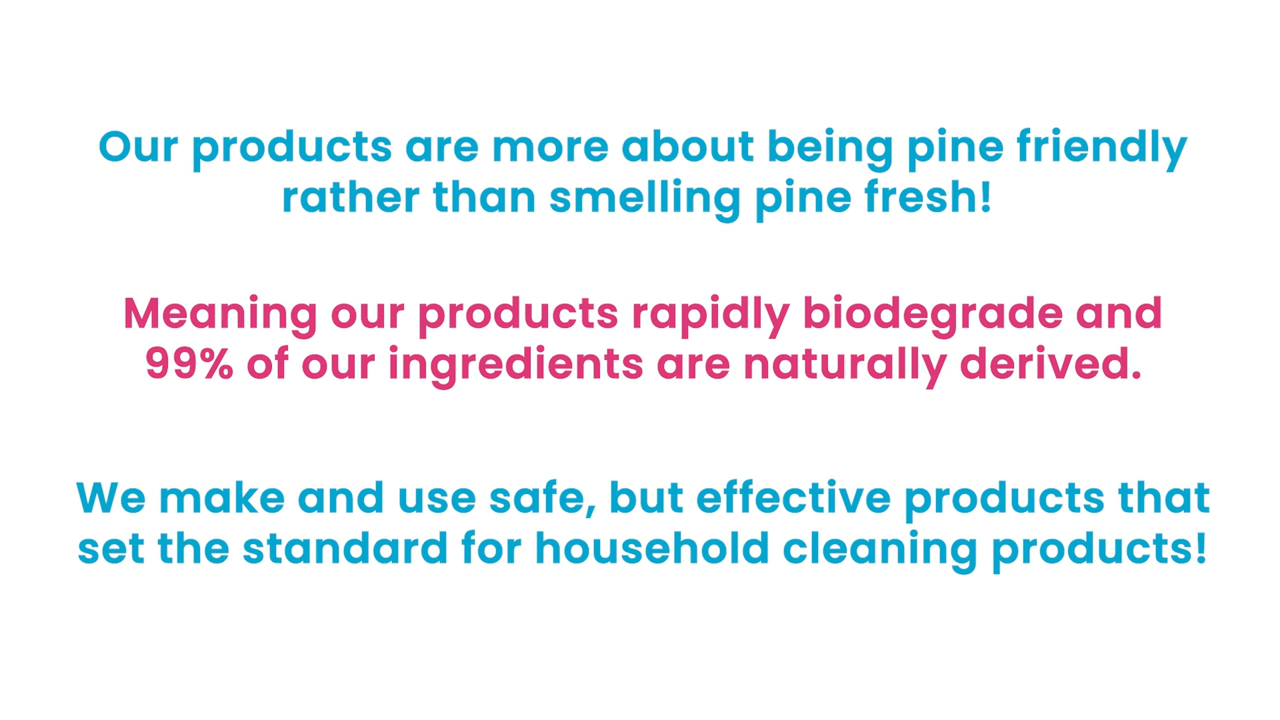 Our products are more about being pine friendly
rather than smelling pine fresh!
Meaning our products rapidly biodegrade and
99% of our ingredients are naturally derived.
We make and use safe, but effective products that
set the standard for household cleaning products!